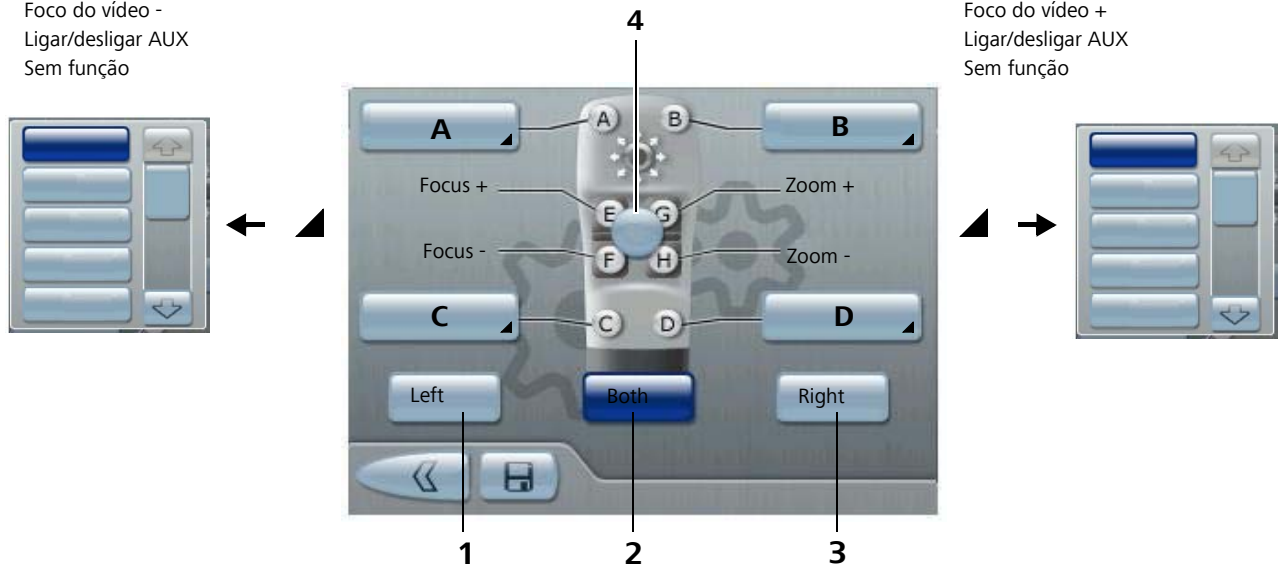 Foco do vídeo -
Ligar/desligar AUX
Sem função
Foco do vídeo +
Ligar/desligar AUX
Sem função
4
A
A
B
B
Focus +
E
G
Zoom +
Focus -
F
H
Zoom -
C
C
D
D
Left
Both
Right
1
2
3